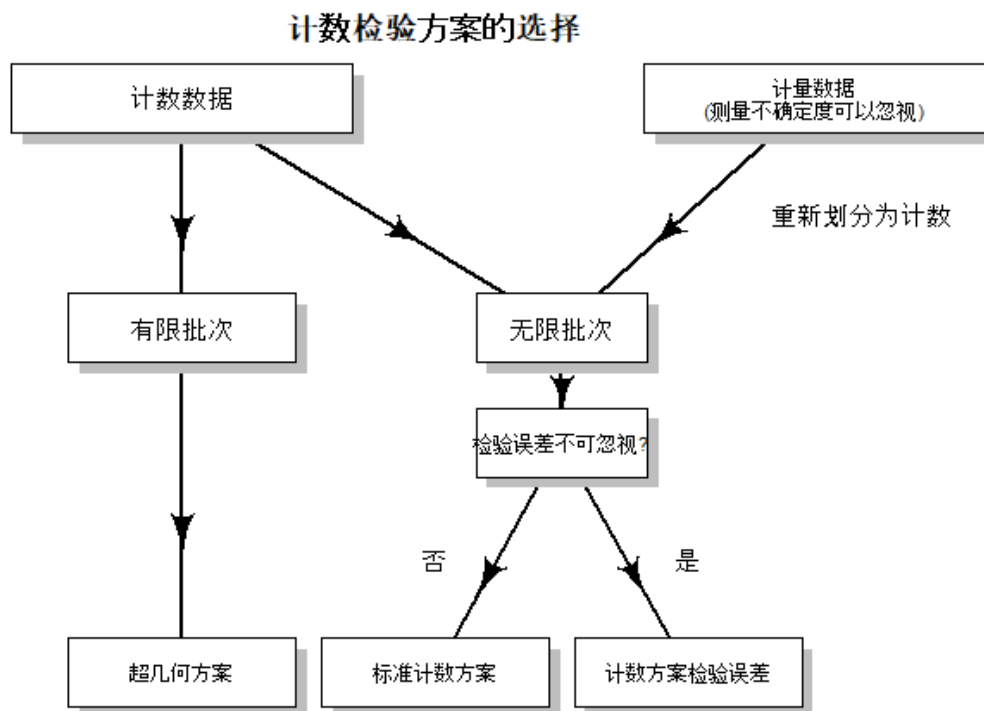 计数检验方案的选择
计数数据
计量数据
(测量不确定度可以忽视)
重新划分为计数
有限批次
无限批次
检验误差不可忽视?
否
是
超几何方案
标准计数方案
计数方案检验误差